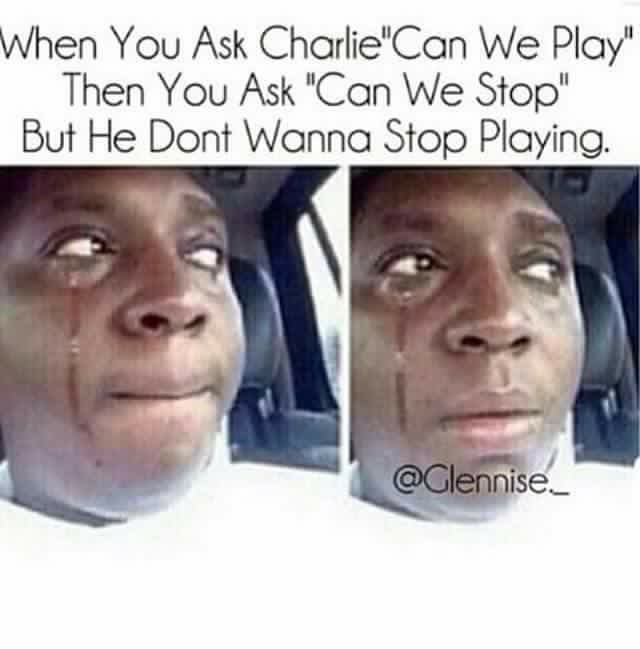 When You Ask Charlie"Can We Play"
Then You Ask "Can We Stop"
But He Dont Wanna Stop Playing.
@Glennise._